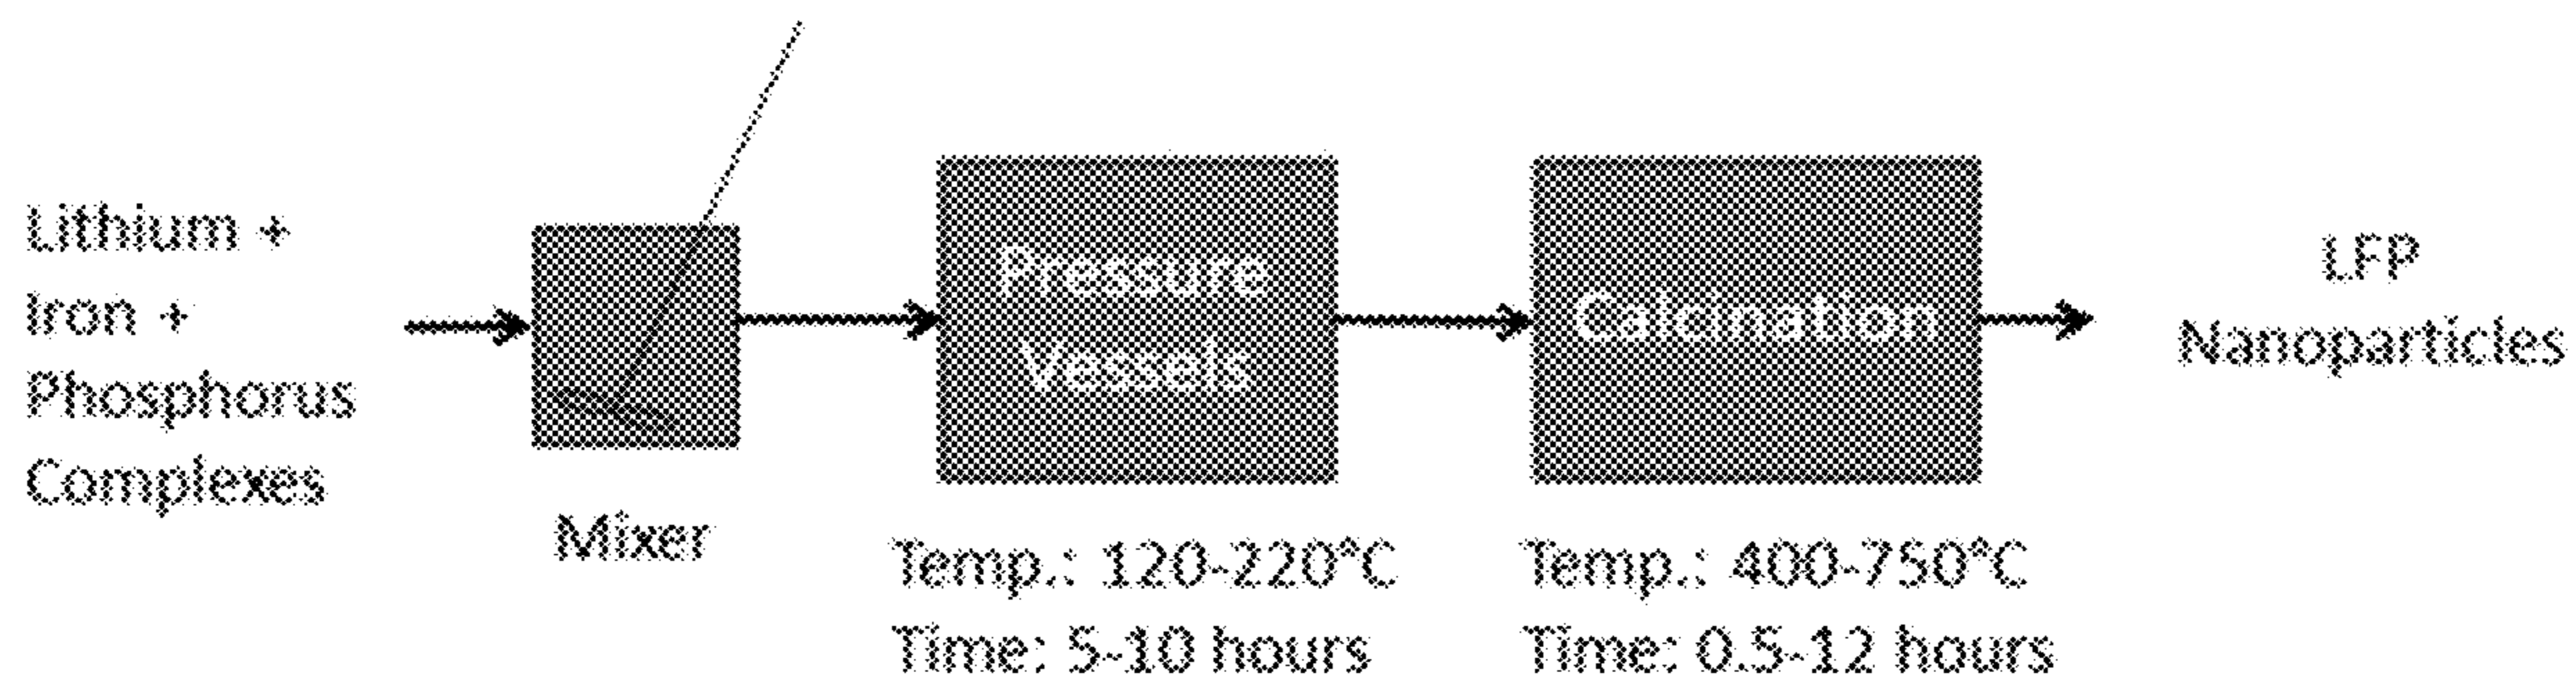 Lithium +
Iron +
Phosphorus
Complexes
Mixer
Pressure
Vessels
Temp.: 120-220°C
Time: 5-10 hours
Calcination
Temp.: 400-750°C
Time: 0.5-12 hours
LFP
Nanoparticles